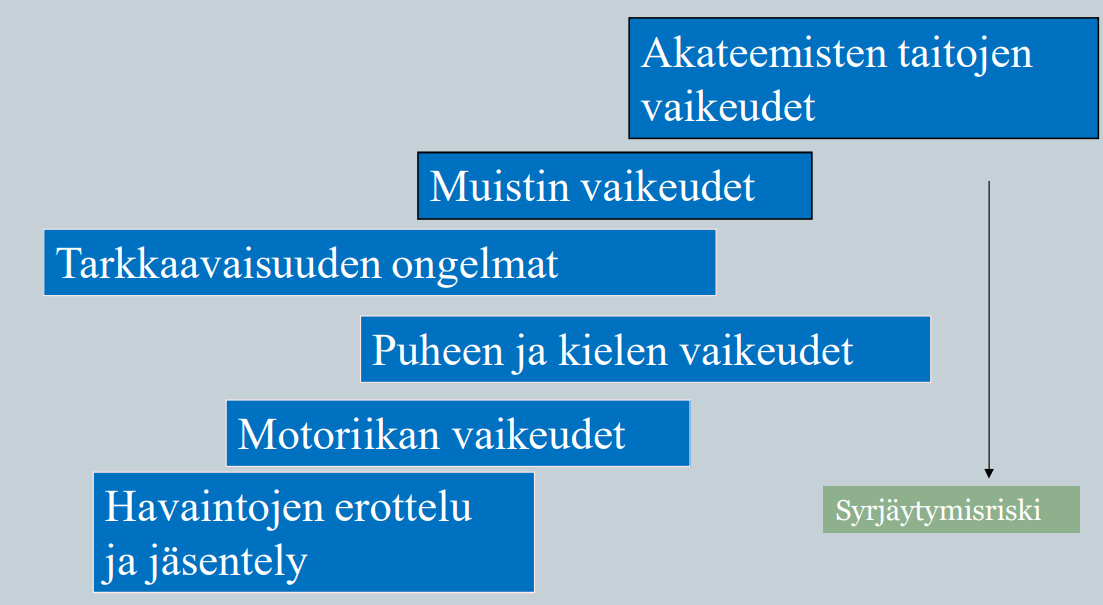 Akateemisten taitojen
vaikeudet
Muistin vaikeudet
Tarkkaavaisuuden ongelmat
Puheen ja kielen vaikeudet
Motoriikan vaikeudet
Havaintojen erottelu
ja jäsentely
Syrjäytymisriski